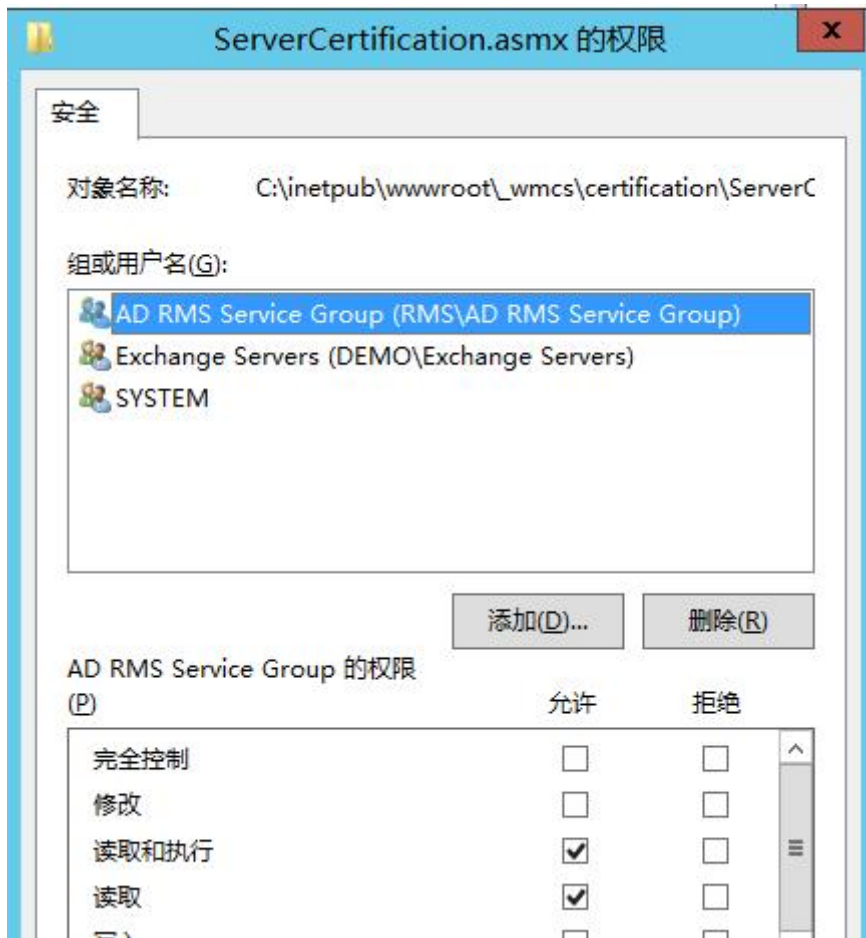 ServerCertification.asmx 的权限
x
安全
对象名称: C:\inetpub\wwwroot\_wmcs\certification\ServerC
组或用户名(G):
AD RMS Service Group (RMS\AD RMS Service Group)
Exchange Servers (DEMO\Exchange Servers)
SYSTEM
添加(D)... 删除(R)
AD RMS Service Group 的权限
(P) 允许 拒绝
完全控制
修改
读取和执行
读取